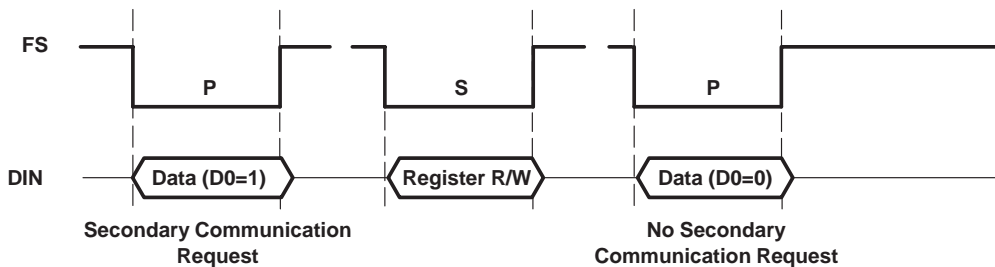 FS
P
S
P
DIN
Data (D0=1)
Register R/W
Data (D0=0)
Secondary Communication
Request
No Secondary
Communication Request